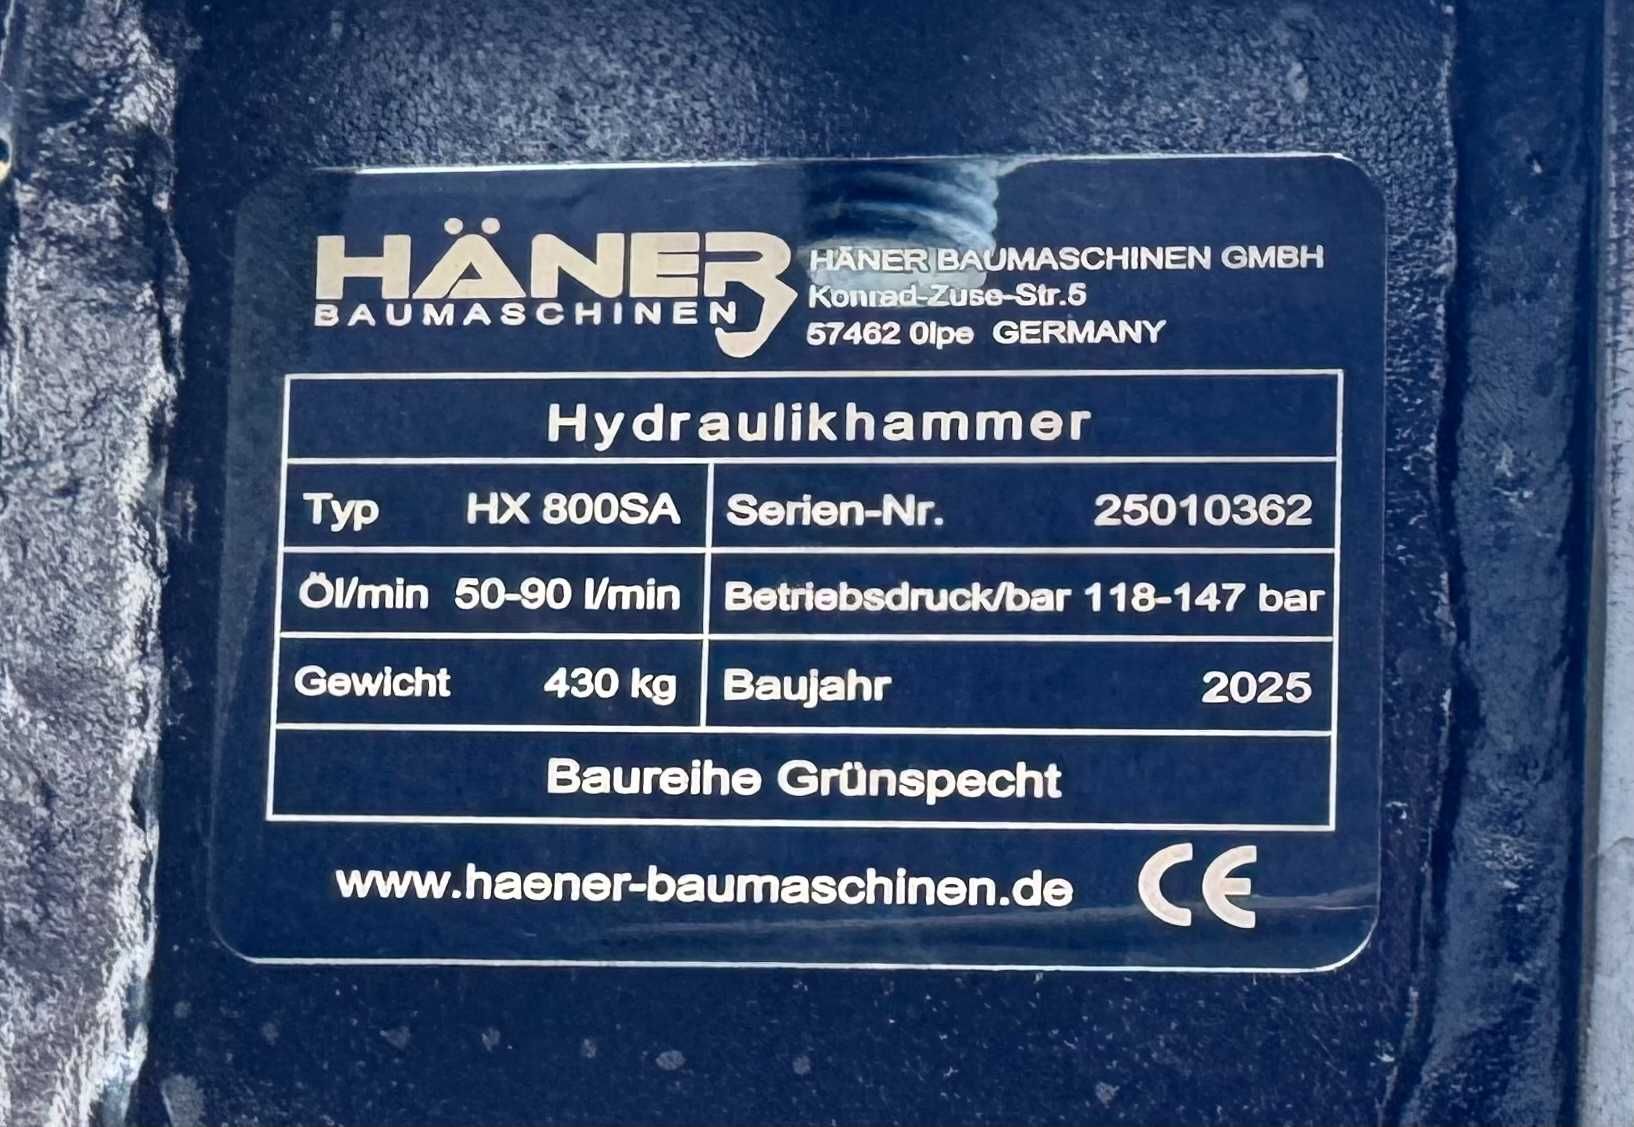 HÄNER
BAUMASCHINEN
HÄNER BAUMASCHINEN GMBH
Konrad-Zuse-Str.5
57462 Olpe GERMANY
Hydraulikhammer
Typ HX 800SA Serien-Nr. 25010362
Öl/min 50-90 l/min Betriebsdruck/bar 118-147 bar
Gewicht 430 kg Baujahr 2025
Baureihe Grünspecht
www.haener-baumaschinen.de CE